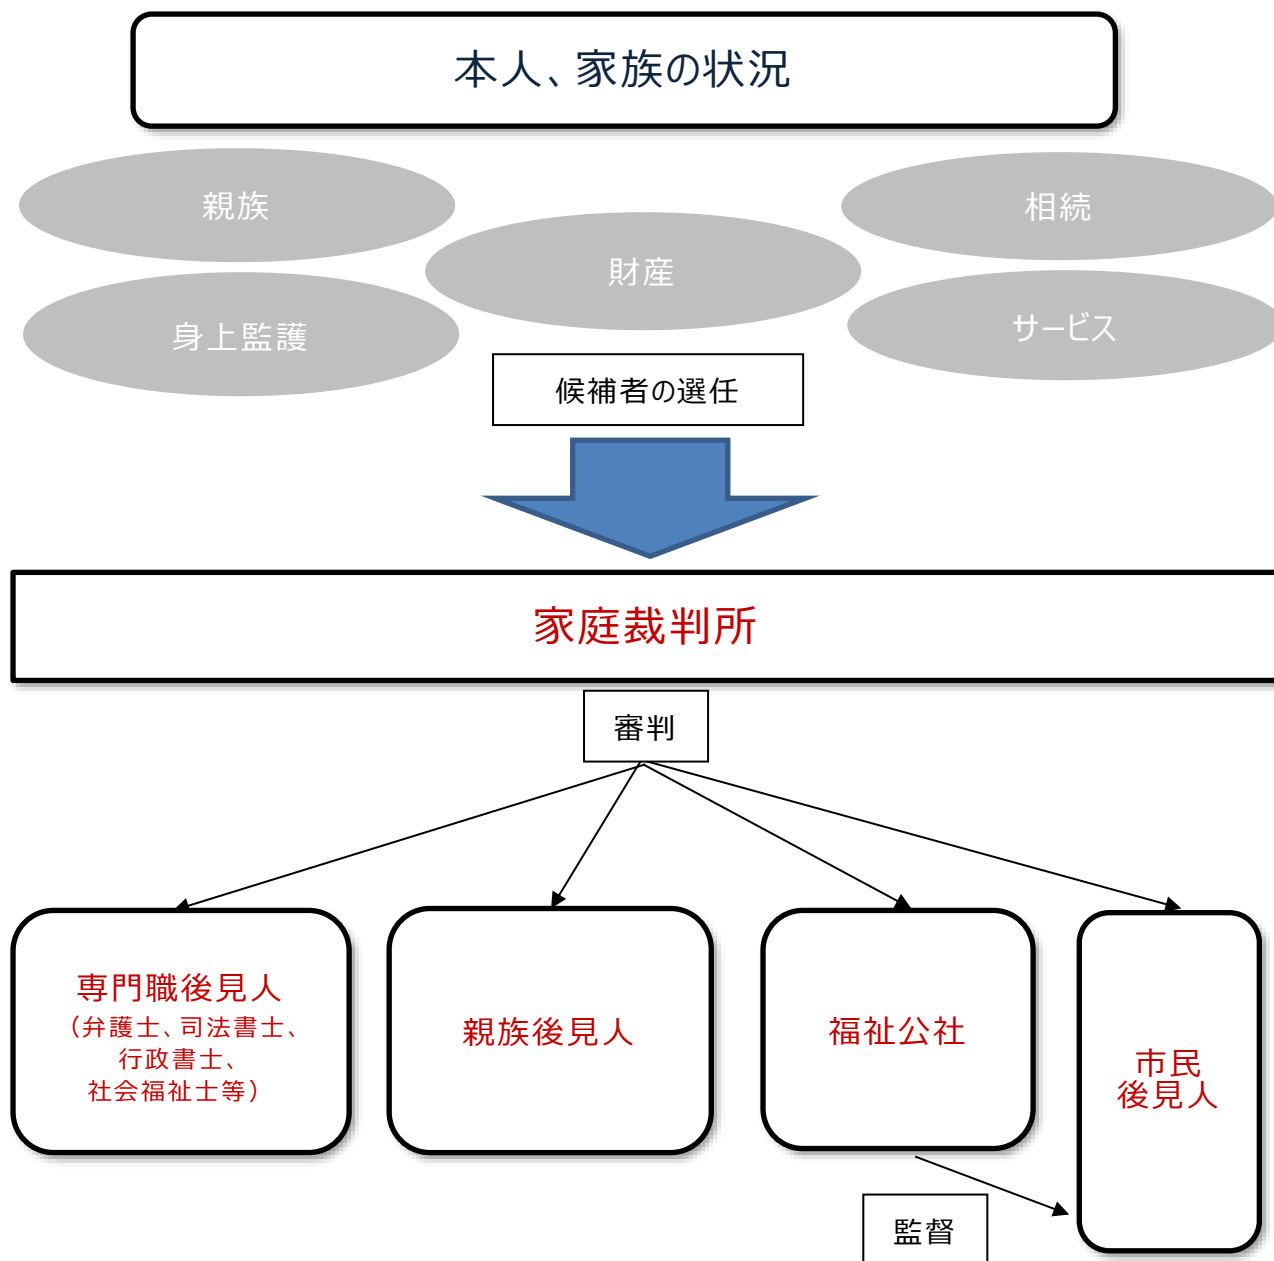 本人、家族の状況
親族
相続
財産
身上監護
サービス
候補者の選任
家庭裁判所
審判
専門職後見人
（弁護士、司法書士、
行政書士、
社会福祉士等）
親族後見人
福祉公社
市民
後見人
監督